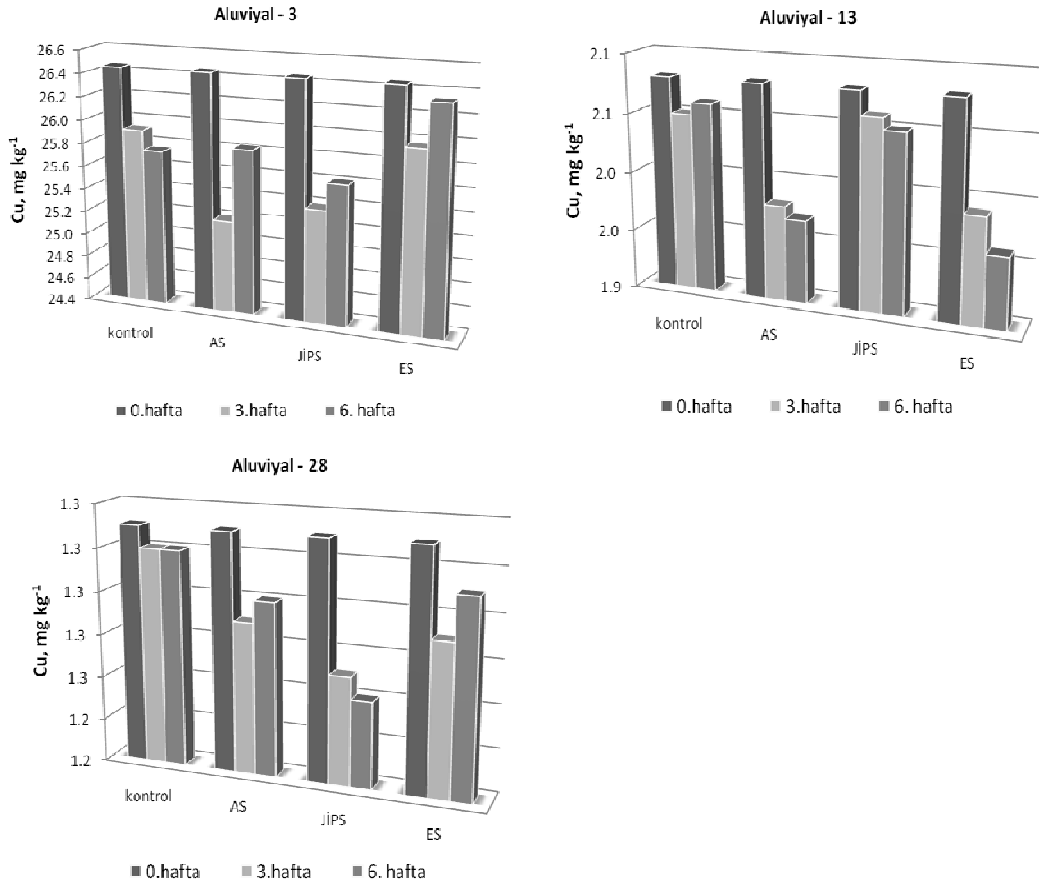 Aluviyal - 3
Cu, mg kg-1
26.6
26.4
26.2
26.0
25.8
25.6
25.4
25.2
25.0
24.8
24.6
24.4
kontrol
AS
JİPS
ES
0.hafta 3.hafta 6. hafta
Aluviyal - 13
Cu, mg kg-1
2.1
2.1
2.0
2.0
1.9
kontrol
AS
JİPS
ES
0.hafta 3.hafta 6. hafta
Aluviyal - 28
Cu, mg kg-1
1.3
1.3
1.3
1.3
1.3
1.2
1.2
kontrol
AS
JİPS
ES
0.hafta 3.hafta 6. hafta